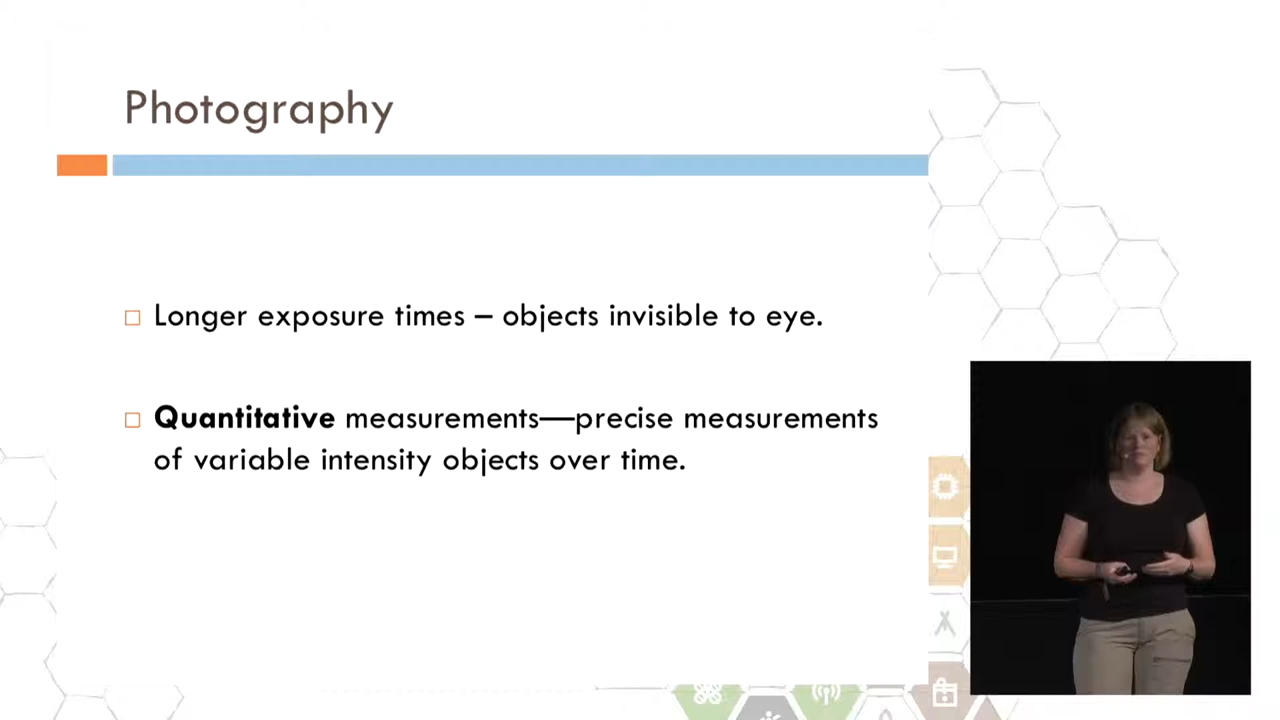 Photography
Longer exposure times – objects invisible to eye.
Quantitative measurements—precise measurements
of variable intensity objects over time.